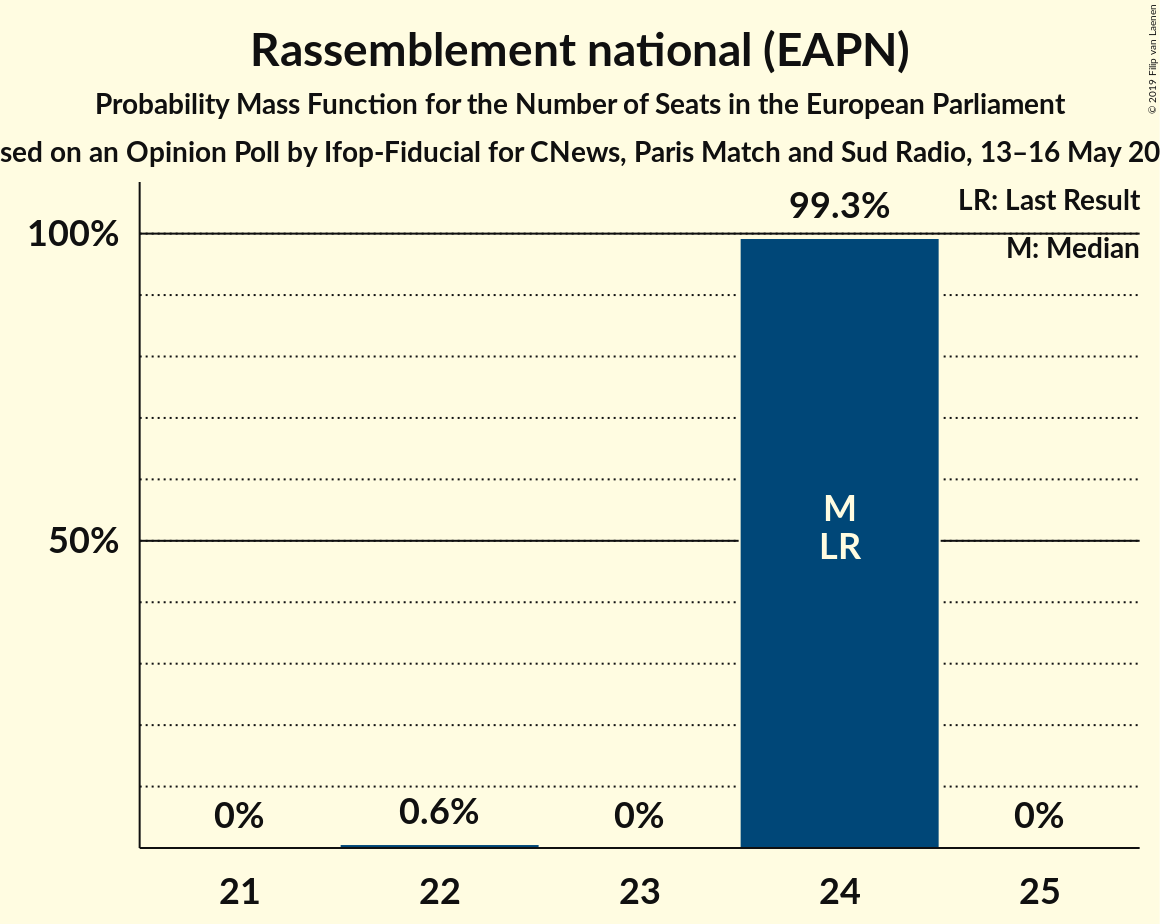 Rassemblement national (EAPN)
Probability Mass Function for the Number of Seats in the European Parliament
sed on an Opinion Poll by Ifop-Fiducial for CNews, Paris Match and Sud Radio, 13–16 May 20
© 2019 Filip van Laenen
LR: Last Result
M: Median
100%
50%
99.3%
M
LR
0%
0.6%
0%
0%
21
22
23
24
25